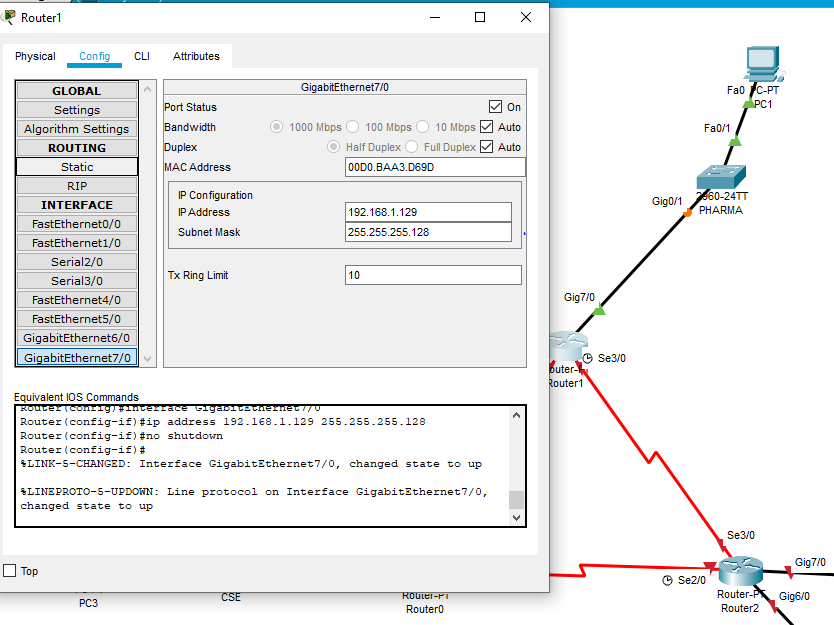 Router1
Physical Config CLI Attributes
GLOBAL
Settings
Algorithm Settings
ROUTING
Static
RIP
INTERFACE
FastEthernet0/0
FastEthernet1/0
Serial2/0
Serial3/0
FastEthernet4/0
FastEthernet5/0
GigabitEthernet6/0
GigabitEthernet7/0
GigabitEthernet7/0
Port Status On
Bandwidth 1000 Mbps 100 Mbps 10 Mbps Auto
Duplex Half Duplex Full Duplex Auto
MAC Address 00D0.BAA3.D69D
IP Configuration
IP Address 192.168.1.129
Subnet Mask 255.255.255.128
Tx Ring Limit 10
Equivalent IOS Commands
Router(config)#interface GigabitEthernet7/0
Router(config-if)#ip address 192.168.1.129 255.255.255.128
Router(config-if)#no shutdown
Router(config-if)#
%LINK-5-CHANGED: Interface GigabitEthernet7/0, changed state to up
%LINEPROTO-5-UPDOWN: Line protocol on Interface GigabitEthernet7/0,
changed state to up
Top
Fa0 PC-PT
PC1
Fa0/1
2960-24TT
Gig0/1 PHARMA
Gig7/0
Se3/0
Router1
Se3/0
Gig7/0
Se2/0
Router-PT
Router2
Gig6/0
PC3
CSE
Router-PT
Router0